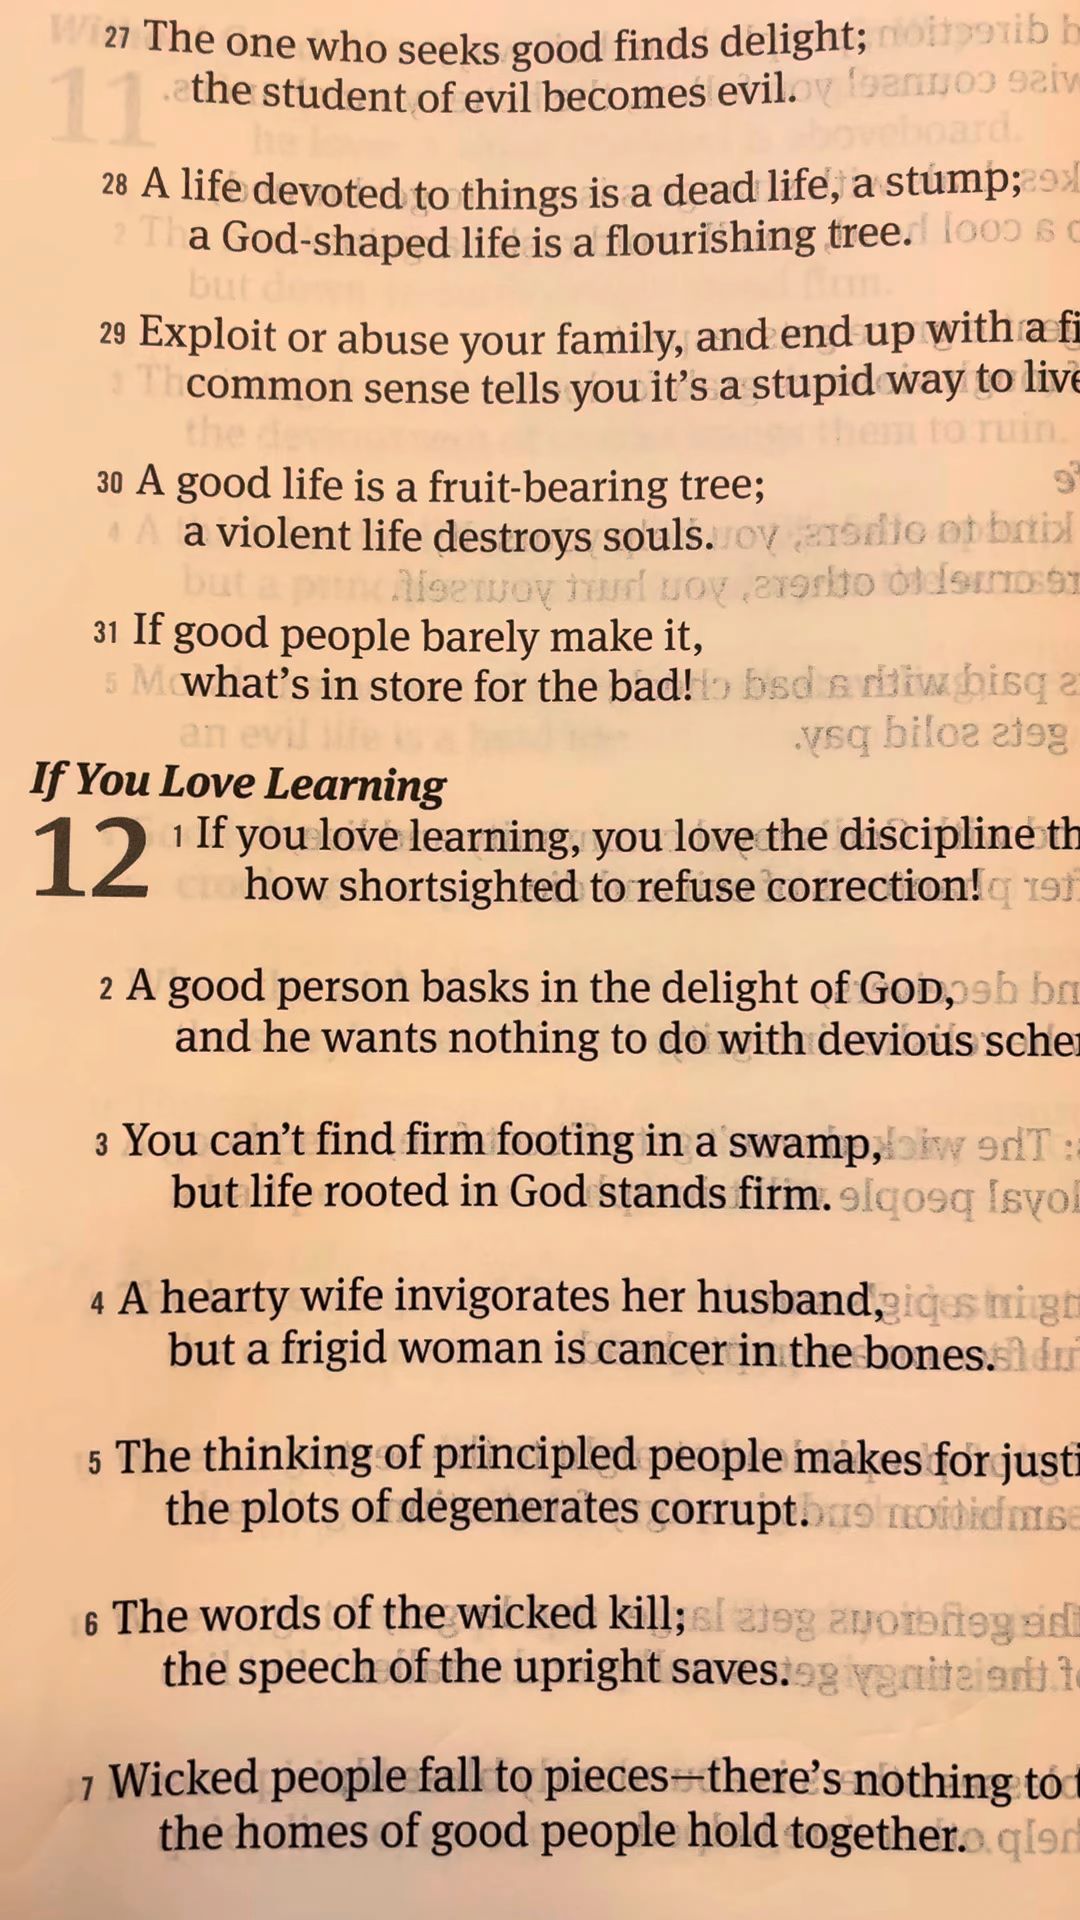 27 The one who seeks good finds delight;
the student of evil becomes evil.
28 A life devoted to things is a dead life, a stump;
a God-shaped life is a flourishing tree.
29 Exploit or abuse your family, and end up with a
common sense tells you it's a stupid way to live
30 A good life is a fruit-bearing tree;
a violent life destroys souls.
31 If good people barely make it,
what's in store for the bad!
If You Love Learning
12 1 If you love learning, you love the discipline
how shortsighted to refuse correction!
2 A good person basks in the delight of GOD,
and he wants nothing to do with devious
3 You can't find firm footing in a swamp,
but life rooted in God stands firm.
4 A hearty wife invigorates her husband,
but a frigid woman is cancer in the bones.
5 The thinking of principled people makes for
the plots of degenerates corrupt.
6 The words of the wicked kill;
the speech of the upright saves.
7 Wicked people fall to pieces—there's nothing to
the homes of good people hold together.